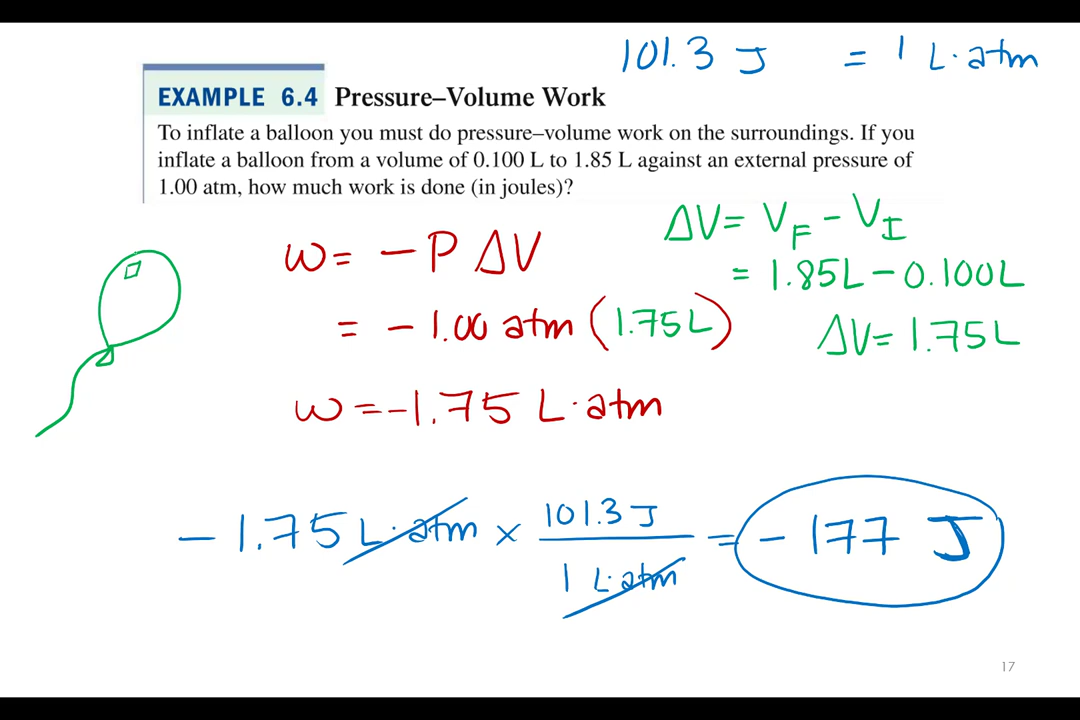 101.3 J = 1 L·atm
EXAMPLE 6.4 Pressure–Volume Work
To inflate a balloon you must do pressure–volume work on the surroundings. If you
inflate a balloon from a volume of 0.100 L to 1.85 L against an external pressure of
1.00 atm, how much work is done (in joules)?
w = -P ΔV
= -1.00 atm (1.75L)
w = -1.75 L·atm
ΔV = V_F - V_I
= 1.85L - 0.100L
ΔV = 1.75L
-1.75 L·atm × 101.3 J / 1 L·atm = -177 J
17